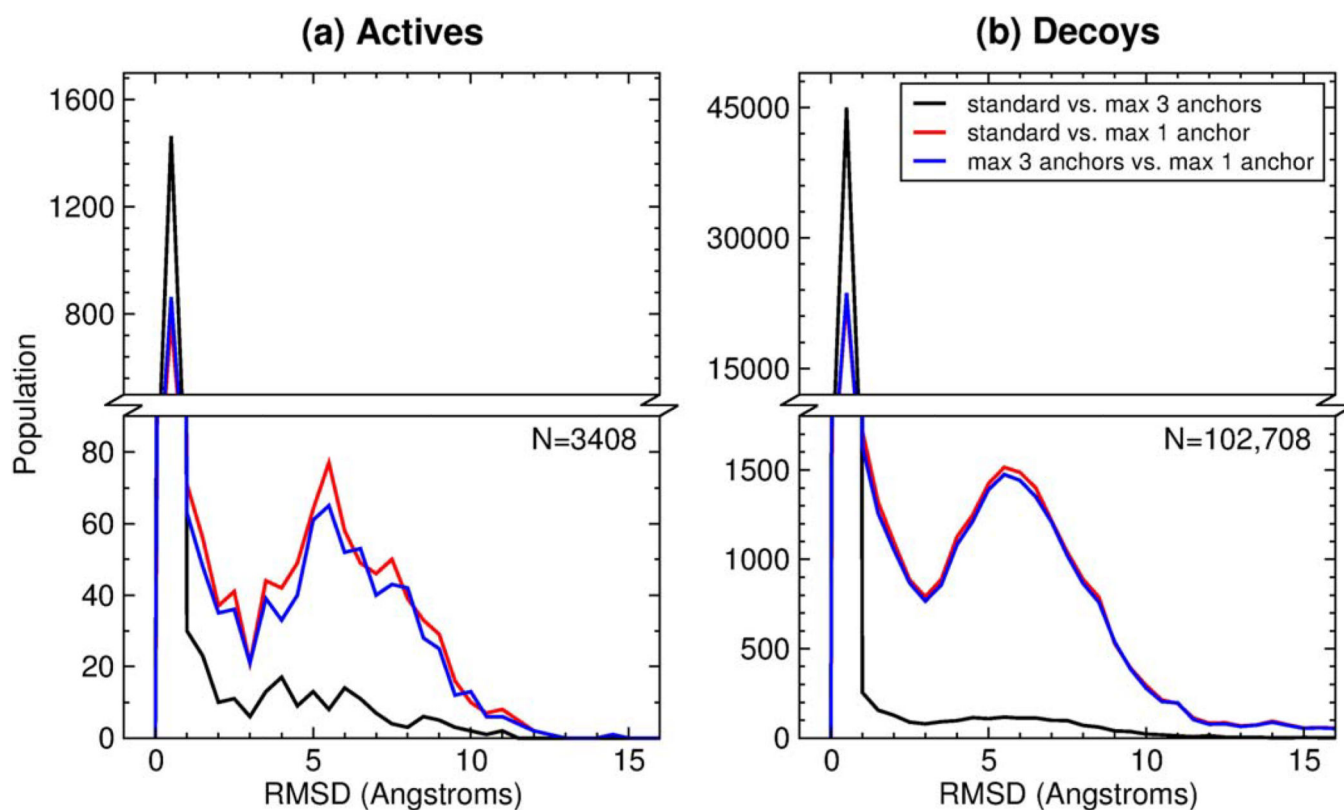 (a) Actives
(b) Decoys
1600
1200
800
Population
N=3408
80
60
40
20
0
0
5
10
15
RMSD (Angstroms)
45000
30000
15000
standard vs. max 3 anchors
standard vs. max 1 anchor
max 3 anchors vs. max 1 anchor
N=102,708
1500
1000
500
0
0
5
10
15
RMSD (Angstroms)